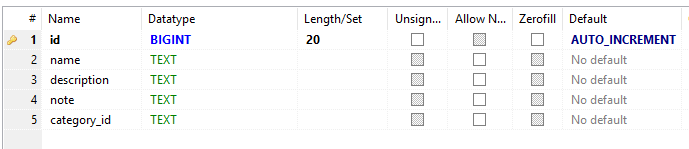 # Name Datatype Length/Set Unsign... Allow N... Zerofill Default
1 id BIGINT 20 AUTO_INCREMENT
2 name TEXT No default
3 description TEXT No default
4 note TEXT No default
5 category_id TEXT No default